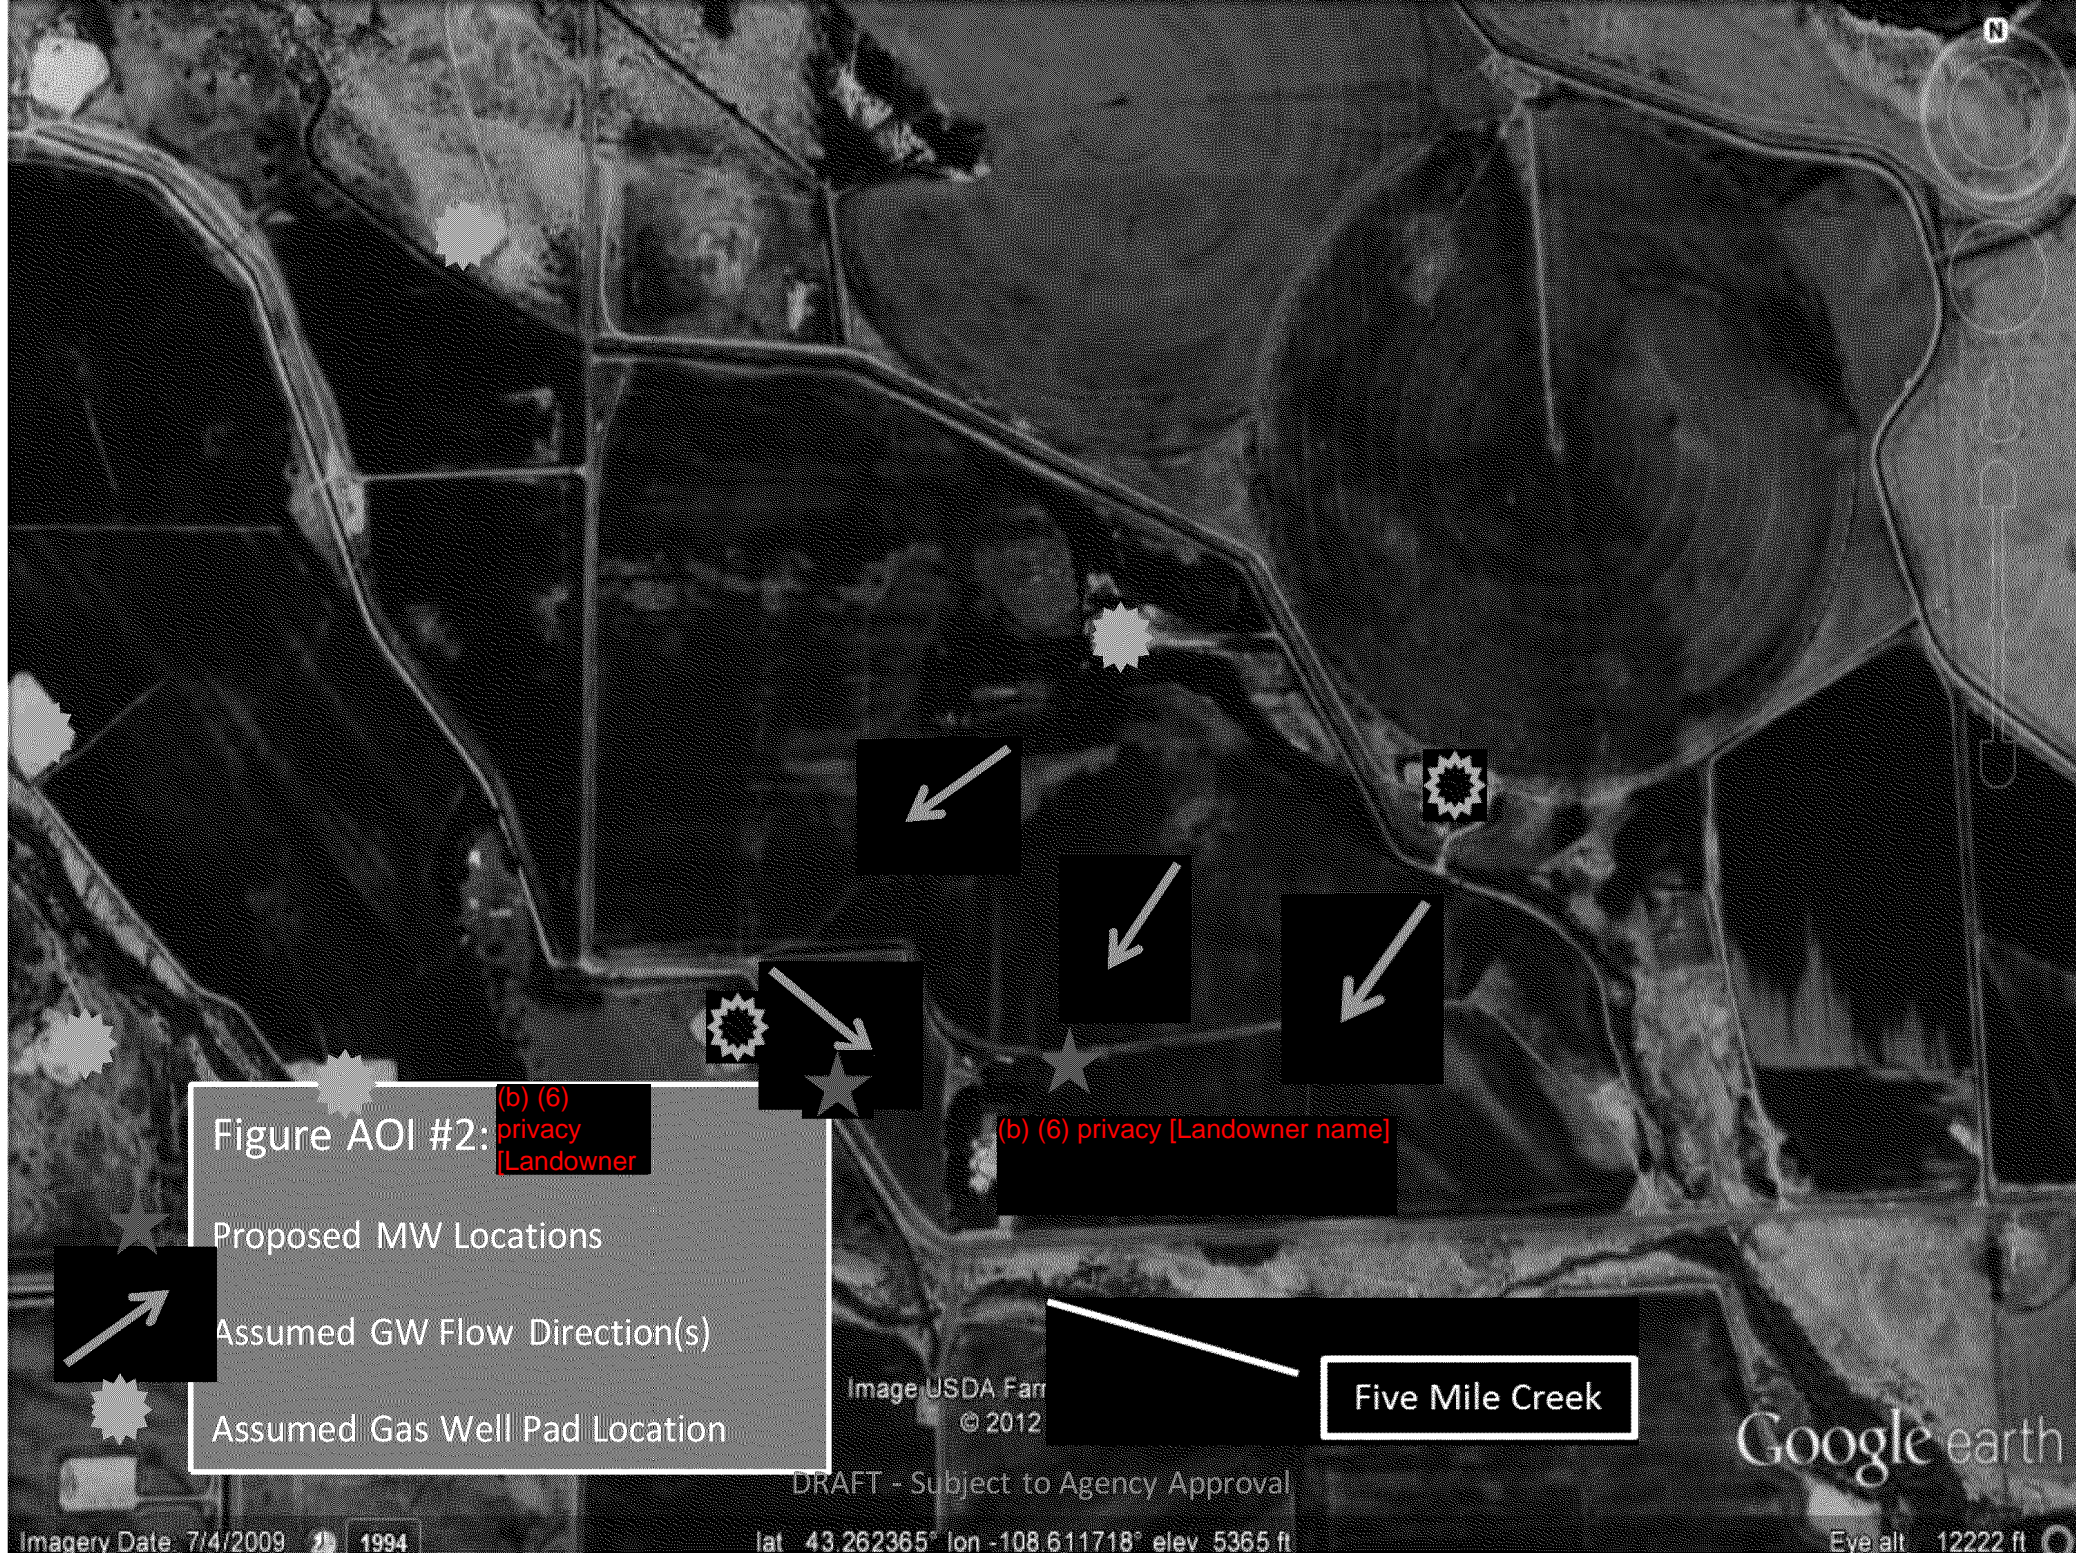 N
(b) (6)
privacy
[Landowner
Figure AOI #2:
(b) (6) privacy [Landowner name]
Proposed MW Locations
Assumed GW Flow Direction(s)
Assumed Gas Well Pad Location
Five Mile Creek
Image USDA Farm
© 2012
Google earth
DRAFT - Subject to Agency Approval
Imagery Date: 7/4/2009 1994 lat 43.262365° lon -108.611718° elev 5365 ft Eye alt 12222 ft